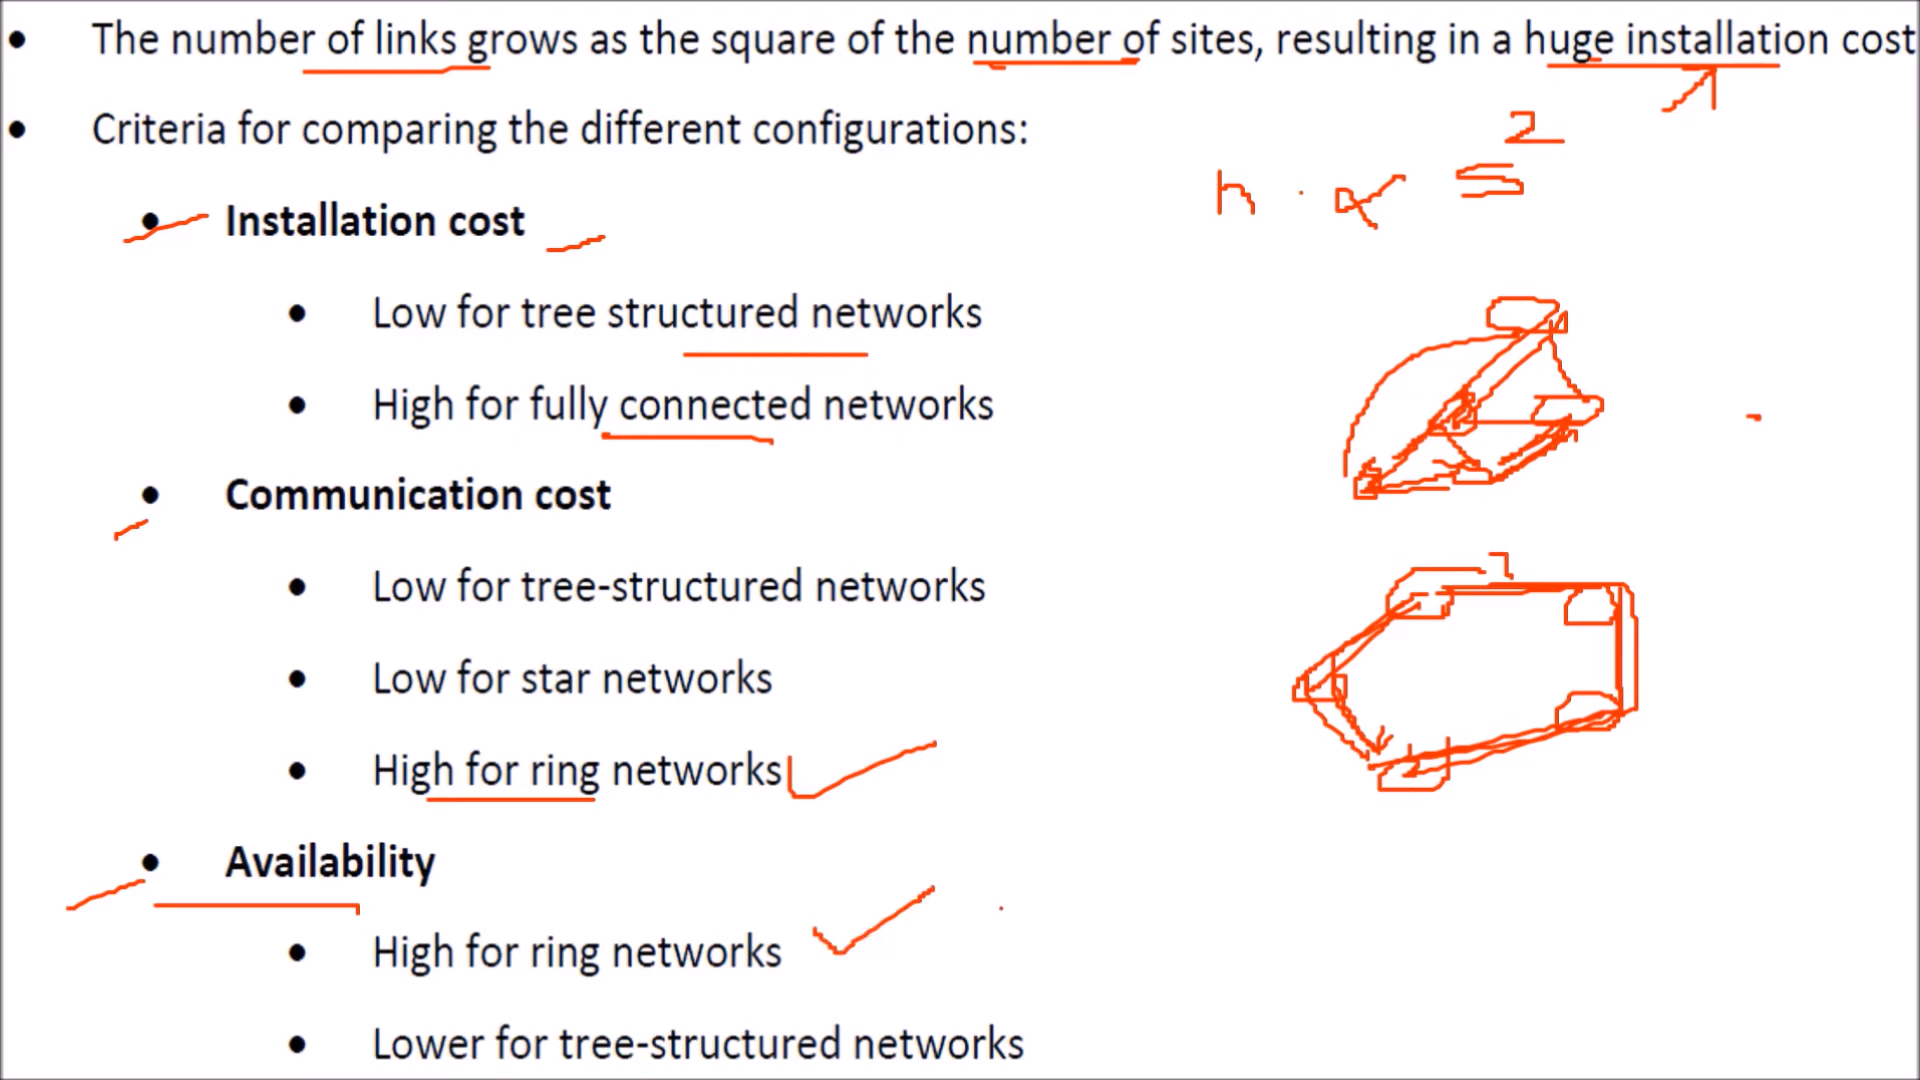 • The number of links grows as the square of the number of sites, resulting in a huge installation cost
• Criteria for comparing the different configurations:
n ∝ S²
• Installation cost
• Low for tree structured networks
• High for fully connected networks
• Communication cost
• Low for tree-structured networks
• Low for star networks
• High for ring networks
• Availability
• High for ring networks
• Lower for tree-structured networks